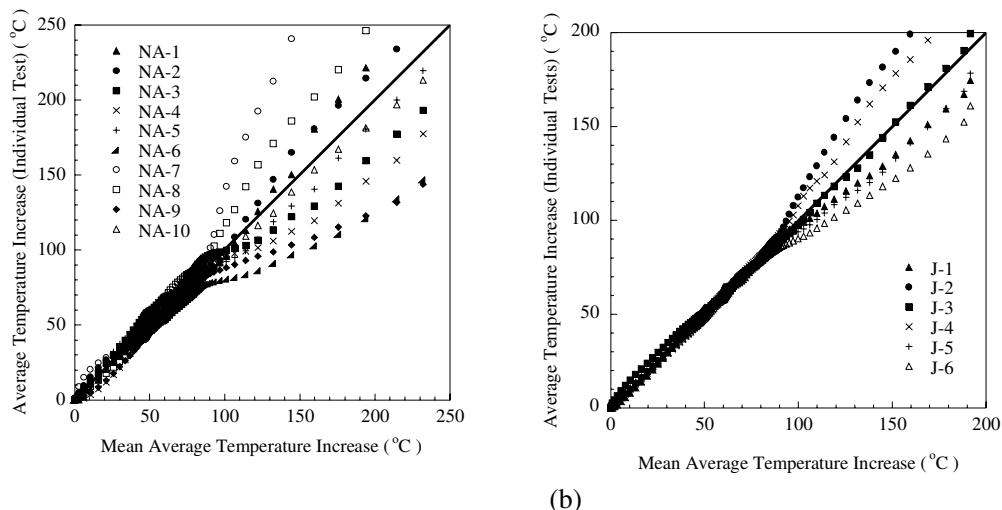 Average Temperature Increase (Individual Test) ( °C)
250
200
150
100
50
0
NA-1
NA-2
NA-3
NA-4
NA-5
NA-6
NA-7
NA-8
NA-9
NA-10
0 50 100 150 200 250
Mean Average Temperature Increase ( °C)
Average Temperature Increase (Individual Tests) ( °C)
200
150
100
50
0
J-1
J-2
J-3
J-4
J-5
J-6
0 50 100 150 200
Mean Average Temperature Increase ( °C)
(b)